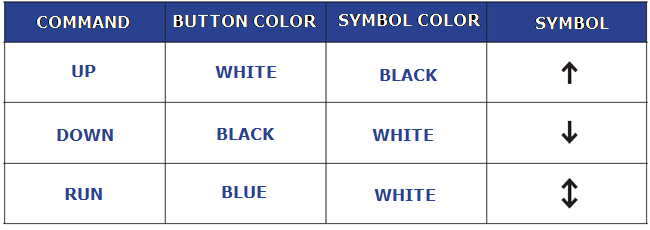 COMMAND BUTTON COLOR SYMBOL COLOR SYMBOL
UP WHITE BLACK ↑
DOWN BLACK WHITE ↓
RUN BLUE WHITE ↕